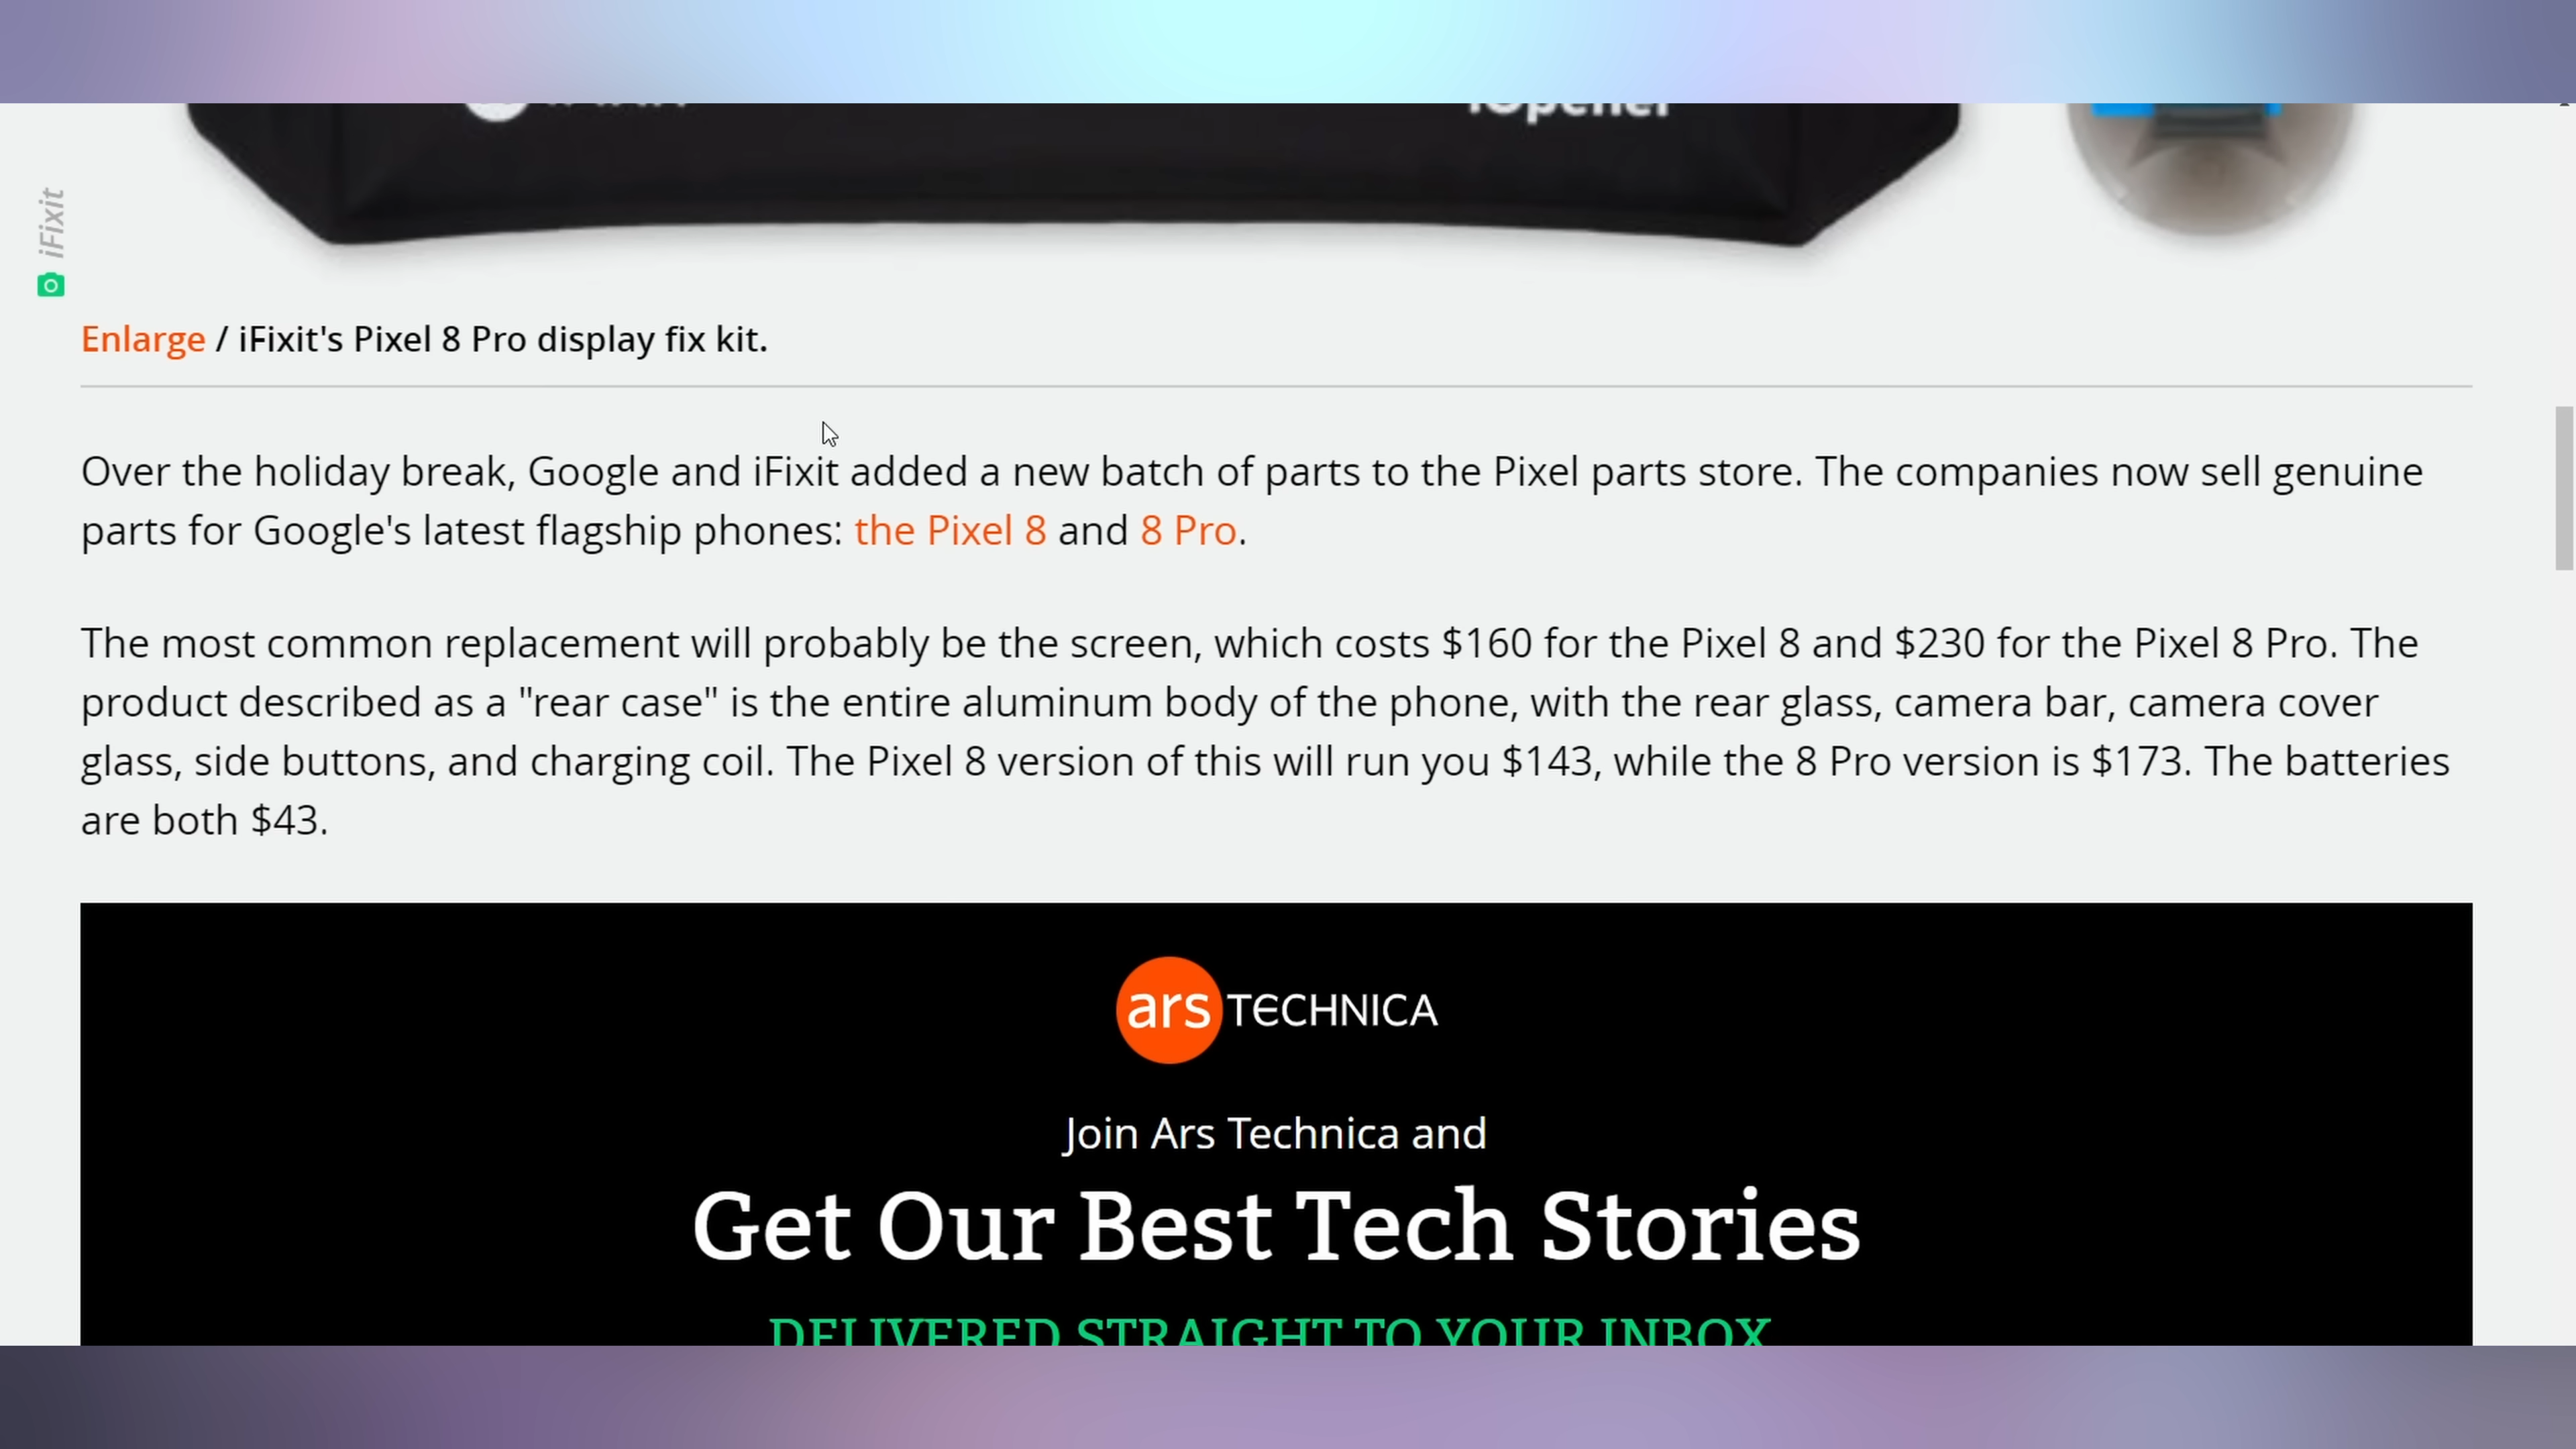 iFixit
Enlarge / iFixit's Pixel 8 Pro display fix kit.
Over the holiday break, Google and iFixit added a new batch of parts to the Pixel parts store. The companies now sell genuine
parts for Google's latest flagship phones: the Pixel 8 and 8 Pro.
The most common replacement will probably be the screen, which costs $160 for the Pixel 8 and $230 for the Pixel 8 Pro. The
product described as a "rear case" is the entire aluminum body of the phone, with the rear glass, camera bar, camera cover
glass, side buttons, and charging coil. The Pixel 8 version of this will run you $143, while the 8 Pro version is $173. The batteries
are both $43.
ars TECHNICA
Join Ars Technica and
Get Our Best Tech Stories
DELIVERED STRAIGHT TO YOUR INBOX